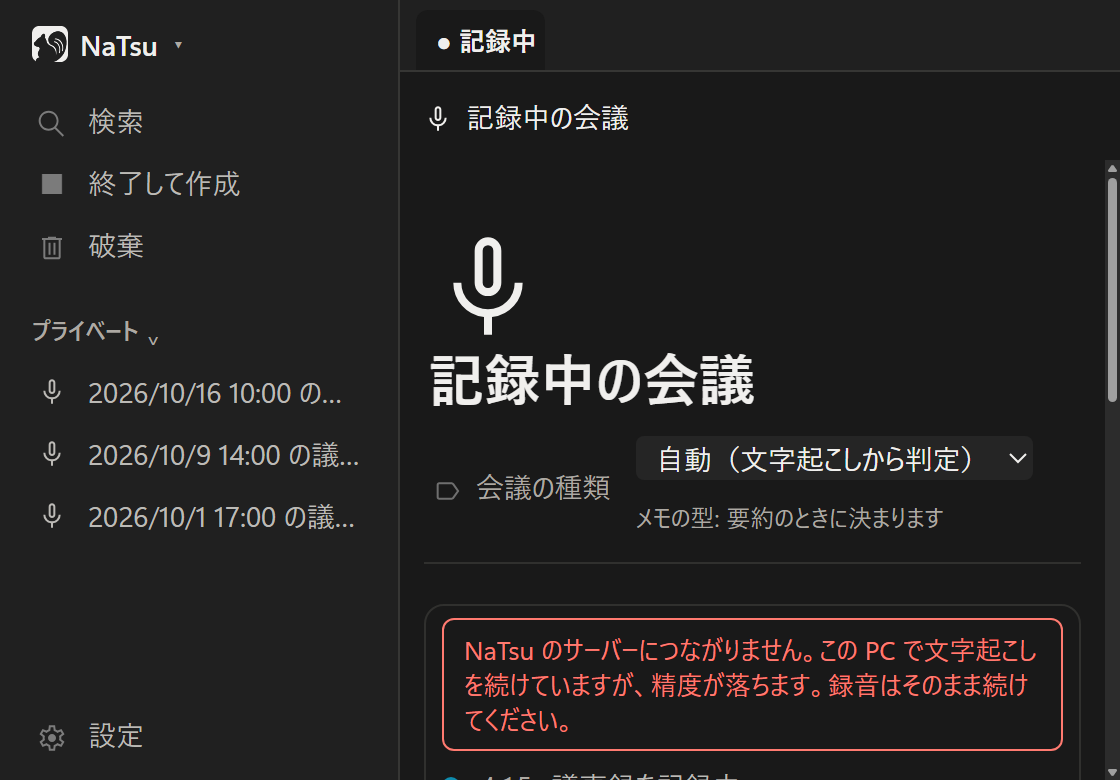 NaTsu
検索
終了して作成
破棄
プライベート
2026/10/16 10:00 の...
2026/10/9 14:00 の議...
2026/10/1 17:00 の議...
設定
● 記録中
記録中の会議
記録中の会議
会議の種類
自動（文字起こしから判定）
メモの型: 要約のときに決まります
NaTsu のサーバーにつながりません。この PC で文字起こし
を続けていますが、精度が落ちます。録音はそのまま続け
てください。